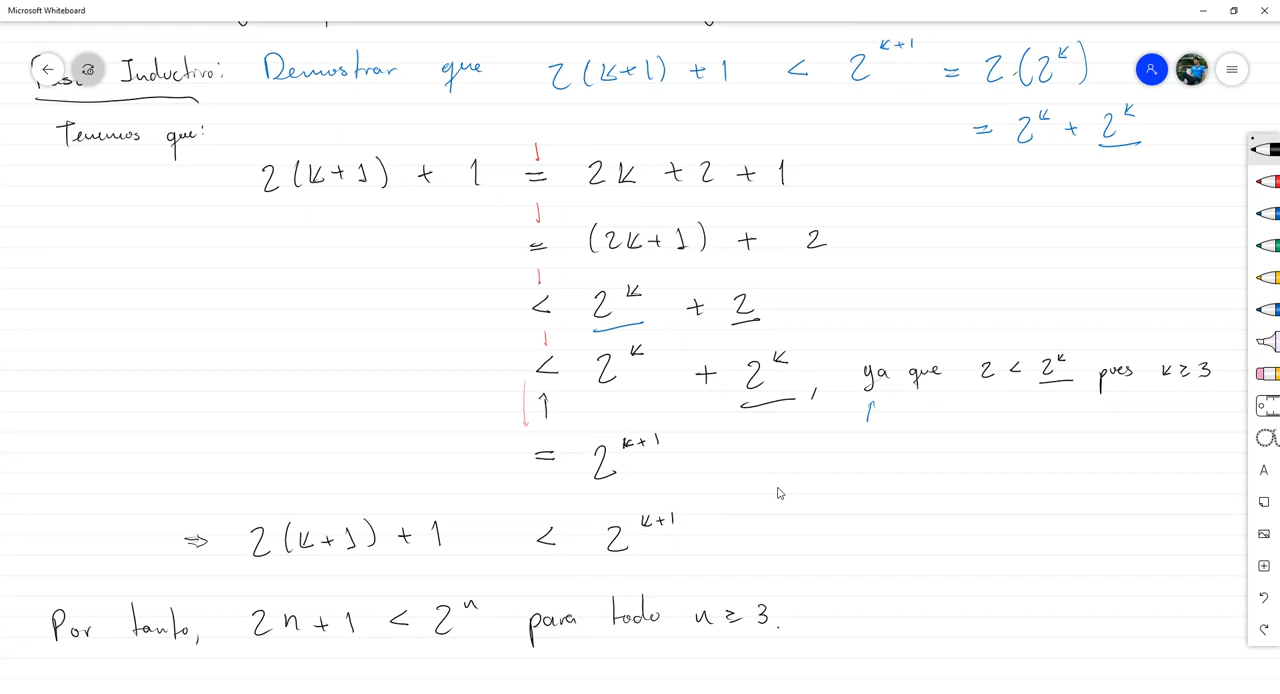 Microsoft Whiteboard
Inductivo: Demostrar que 2(k+1) + 1 < 2^{k+1} = 2·(2^k)
= 2^k + 2^k
Tenemos que:
2(k+1) + 1 = 2k + 2 + 1
= (2k+1) + 2
< 2^k + 2
< 2^k + 2^k, ya que 2 < 2^k pues k ≥ 3
= 2^{k+1}
⇒ 2(k+1) + 1 < 2^{k+1}
Por tanto, 2n + 1 < 2^n para todo n ≥ 3.
A